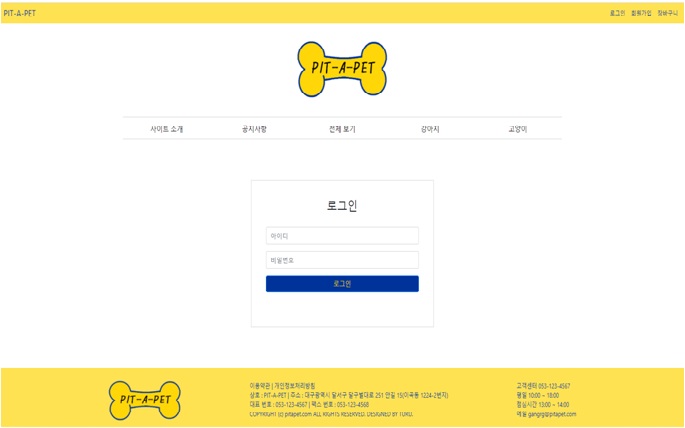 PIT-A-PET
로그인 회원가입 장바구니
PIT-A-PET
사이트 소개 공지사항 전체 보기 강아지 고양이
로그인
아이디
비밀번호
로그인
PIT-A-PET
이용약관 | 개인정보처리방침
상호 : PIT-A-PET | 주소 : 대구광역시 달서구 달구벌대로 251 안길 15(이곡동 1224-2번지)
대표 번호 : 053-123-4567 | 팩스 번호 : 053-123-4568
COPYRIGHT (c) pitapet.com ALL RIGHTS RESERVED. DESIGNED BY
고객센터 053-123-4567
평일 10:00 ~ 18:00
점심시간 13:00 ~ 14:00
메일 gangrg@pitapet.com